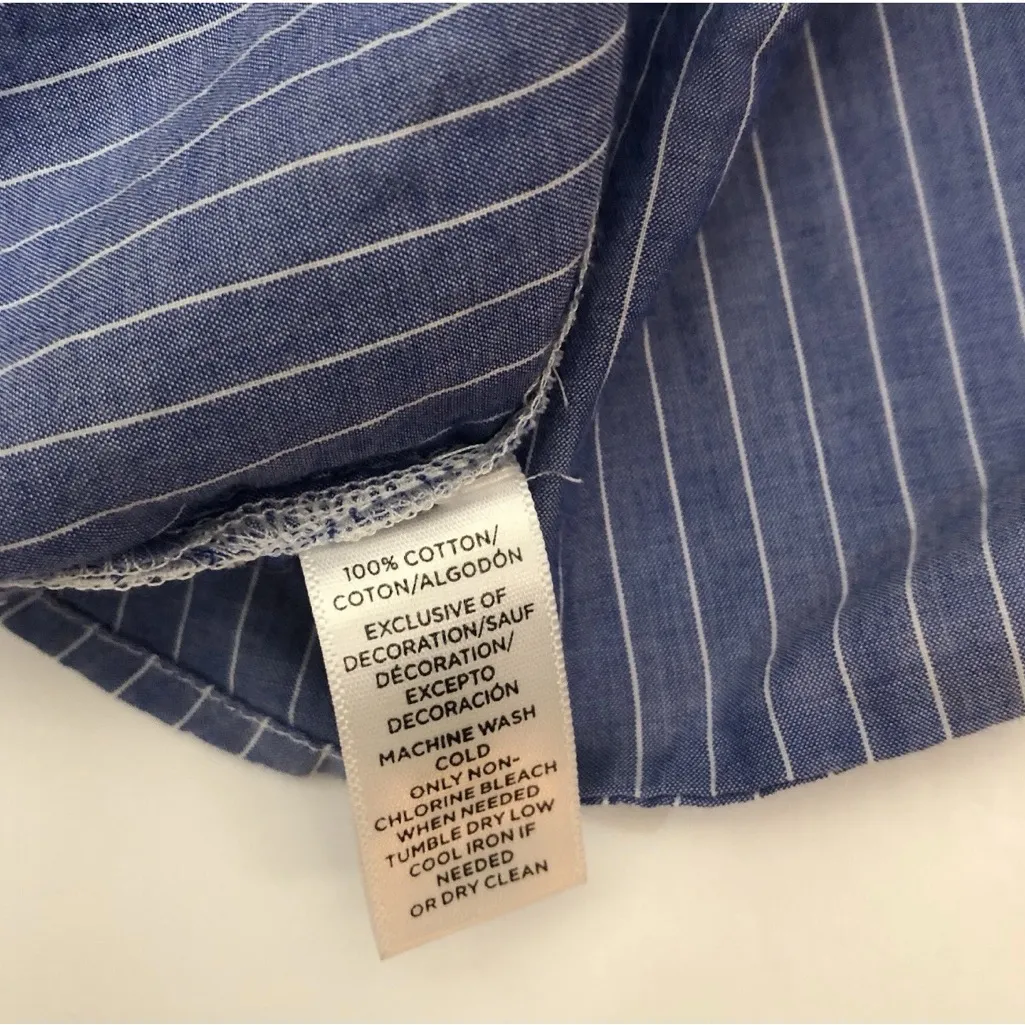 100% COTTON/
COTON/ALGODÓN
EXCLUSIVE OF
DECORATION/SAUF
DÉCORATION/
EXCEPTO
DECORACIÓN
MACHINE WASH
COLD
ONLY NON-
CHLORINE BLEACH
WHEN NEEDED
TUMBLE DRY LOW
COOL IRON IF
NEEDED
OR DRY CLEAN